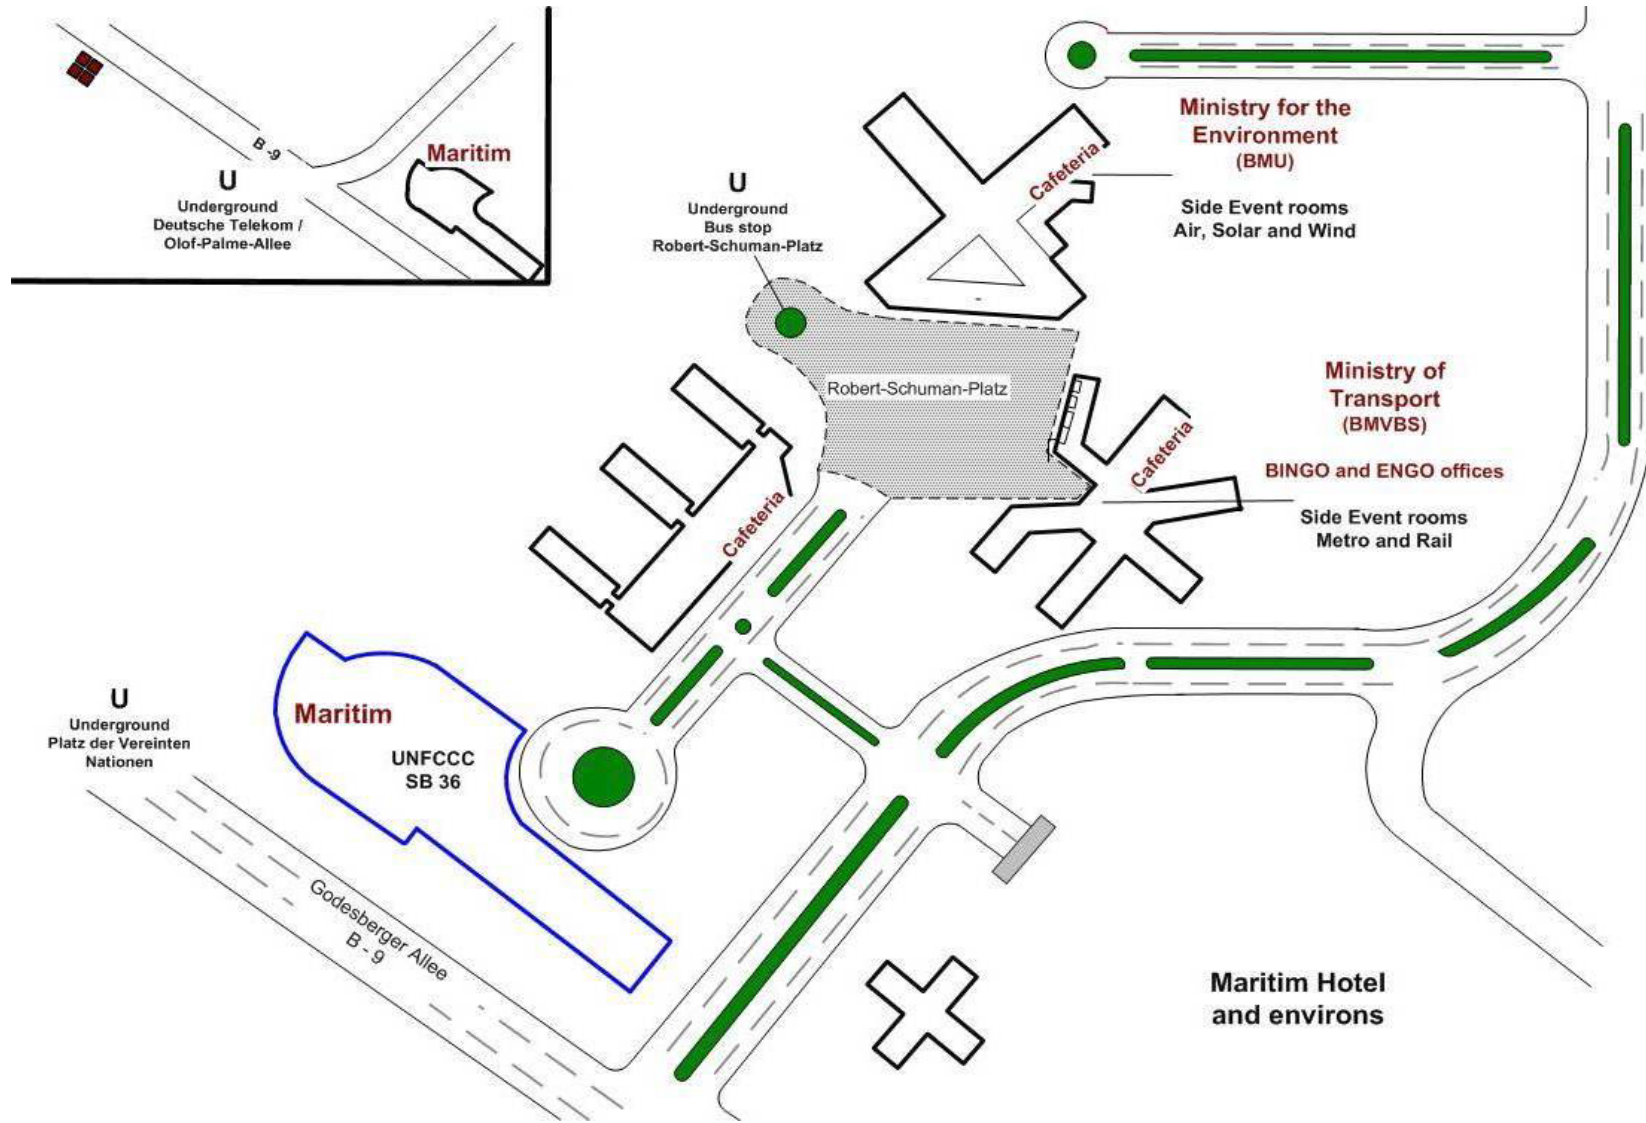 B -9
Maritim
U
Underground
Deutsche Telekom /
Olof-Palme-Allee
U
Underground
Bus stop
Robert-Schuman-Platz
Cafeteria
Ministry for the
Environment
(BMU)
Side Event rooms
Air, Solar and Wind
Robert-Schuman-Platz
Ministry of
Transport
(BMVBS)
BINGO and ENGO offices
Side Event rooms
Metro and Rail
Cafeteria
Cafeteria
Maritim
UNFCCC
SB 36
U
Underground
Platz der Vereinten
Nationen
Godesberger Allee
B - 9
Maritim Hotel
and environs